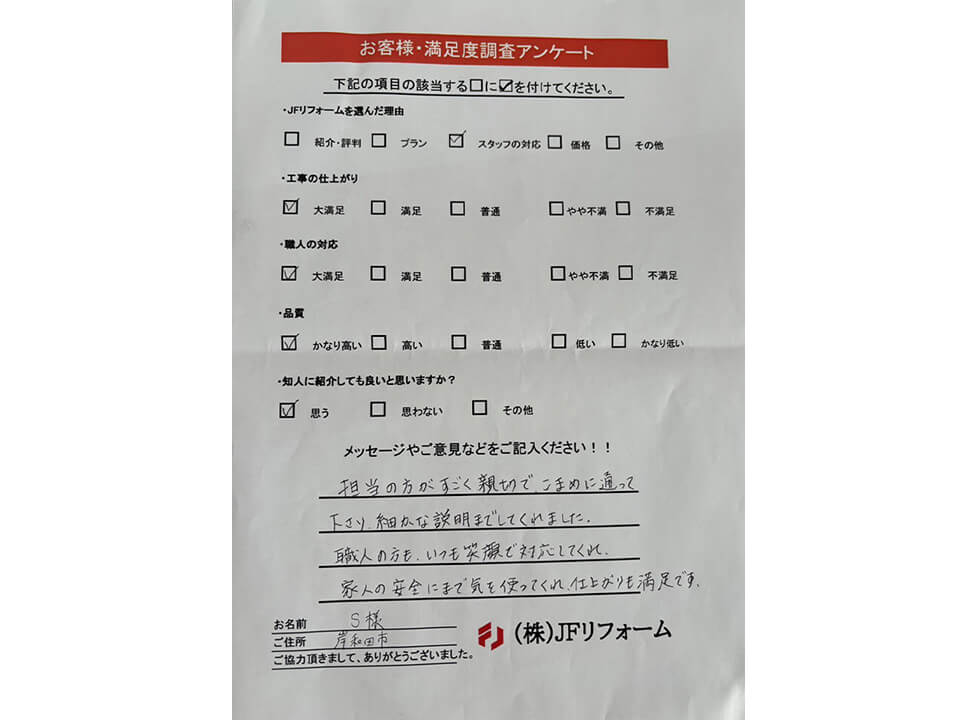 お客様・満足度調査アンケート
下記の項目の該当する□に☑を付けてください。
・JFリフォームを選んだ理由
□ 紹介・評判 □ プラン ☑ スタッフの対応 □ 価格 □ その他
・工事の仕上がり
☑ 大満足 □ 満足 □ 普通 □ やや不満 □ 不満足
・職人の対応
☑ 大満足 □ 満足 □ 普通 □ やや不満 □ 不満足
・品質
☑ かなり高い □ 高い □ 普通 □ 低い □ かなり低い
・知人に紹介しても良いと思いますか？
☑ 思う □ 思わない □ その他
メッセージやご意見などをご記入ください！！
担当の方がすごく親切で、こまめに通って
下さり、細かな説明までしてくれました。
職人の方も、いつも笑顔で対応してくれ、
家人の安全にまで気を使ってくれ、仕上がりも満足です。
お名前 S様
ご住所 岸和田市
ご協力頂きまして、ありがとうございました。
(株)JFリフォーム